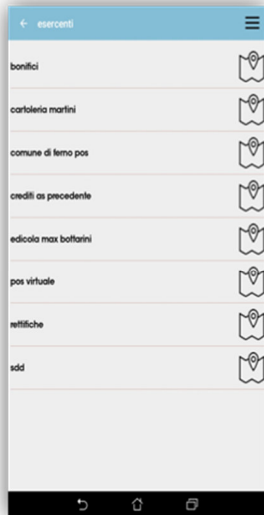 esercenti
bonifici
cartoleria martini
comune di ferno pos
crediti as precedente
edicola max bottarini
pos virtuale
rettifiche
sdd